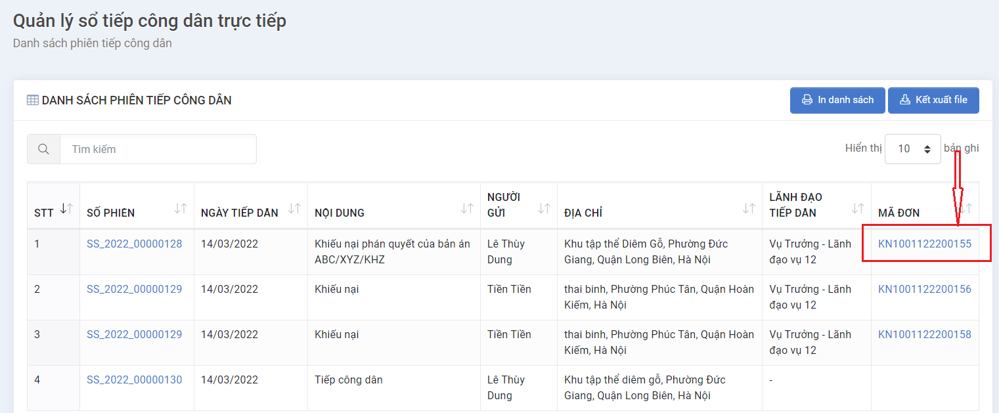 Quản lý sổ tiếp công dân trực tiếp
Danh sách phiên tiếp công dân
DANH SÁCH PHIÊN TIẾP CÔNG DÂN
In danh sách
Kết xuất file
Tìm kiếm
Hiển thị 10 bản ghi
STT
SỐ PHIÊN
NGÀY TIẾP DÂN
NỘI DUNG
NGƯỜI
GỬI
ĐỊA CHỈ
LÃNH ĐẠO
TIẾP DÂN
MÃ ĐƠN
1
SS_2022_00000128
14/03/2022
Khiếu nại phán quyết của bản án
ABC/XYZ/KHZ
Lê Thùy
Dung
Khu tập thể Diêm Gỗ, Phường Đức
Giang, Quận Long Biên, Hà Nội
Vụ Trưởng - Lãnh
đạo vụ 12
KN1001122200155
2
SS_2022_00000129
14/03/2022
Khiếu nại
Tiền Tiền
thai binh, Phường Phúc Tân, Quận Hoàn
Kiếm, Hà Nội
Vụ Trưởng - Lãnh
đạo vụ 12
KN1001122200156
3
SS_2022_00000129
14/03/2022
Khiếu nại
Tiền Tiền
thai binh, Phường Phúc Tân, Quận Hoàn
Kiếm, Hà Nội
Vụ Trưởng - Lãnh
đạo vụ 12
KN1001122200158
4
SS_2022_00000130
14/03/2022
Tiếp công dân
Lê Thùy
Dung
Khu tập thể diêm gỗ, Phường Đức
Giang, Quận Long Biên, Hà Nội
-